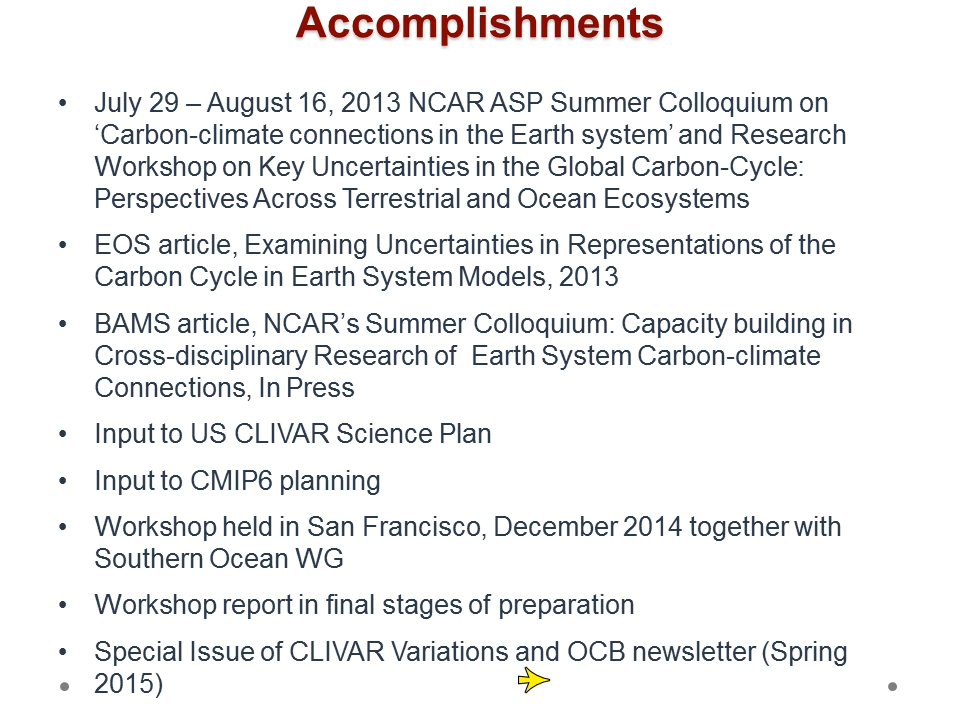 Accomplishments
• July 29 – August 16, 2013 NCAR ASP Summer Colloquium on
‘Carbon-climate connections in the Earth system’ and Research
Workshop on Key Uncertainties in the Global Carbon-Cycle:
Perspectives Across Terrestrial and Ocean Ecosystems
• EOS article, Examining Uncertainties in Representations of the
Carbon Cycle in Earth System Models, 2013
• BAMS article, NCAR’s Summer Colloquium: Capacity building in
Cross-disciplinary Research of  Earth System Carbon-climate
Connections, In Press
• Input to US CLIVAR Science Plan
• Input to CMIP6 planning
• Workshop held in San Francisco, December 2014 together with
Southern Ocean WG
• Workshop report in final stages of preparation
• Special Issue of CLIVAR Variations and OCB newsletter (Spring
2015)